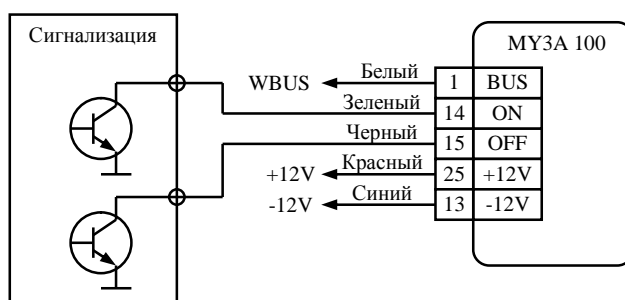 Сигнализация
МУЗА 100
WBUS Белый 1 BUS
Зеленый 14 ON
Черный 15 OFF
+12V Красный 25 +12V
-12V Синий 13 -12V